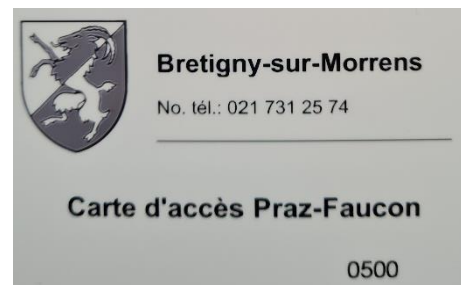 Bretigny-sur-Morrens
No. tél.: 021 731 25 74
Carte d'accès Praz-Faucon
0500